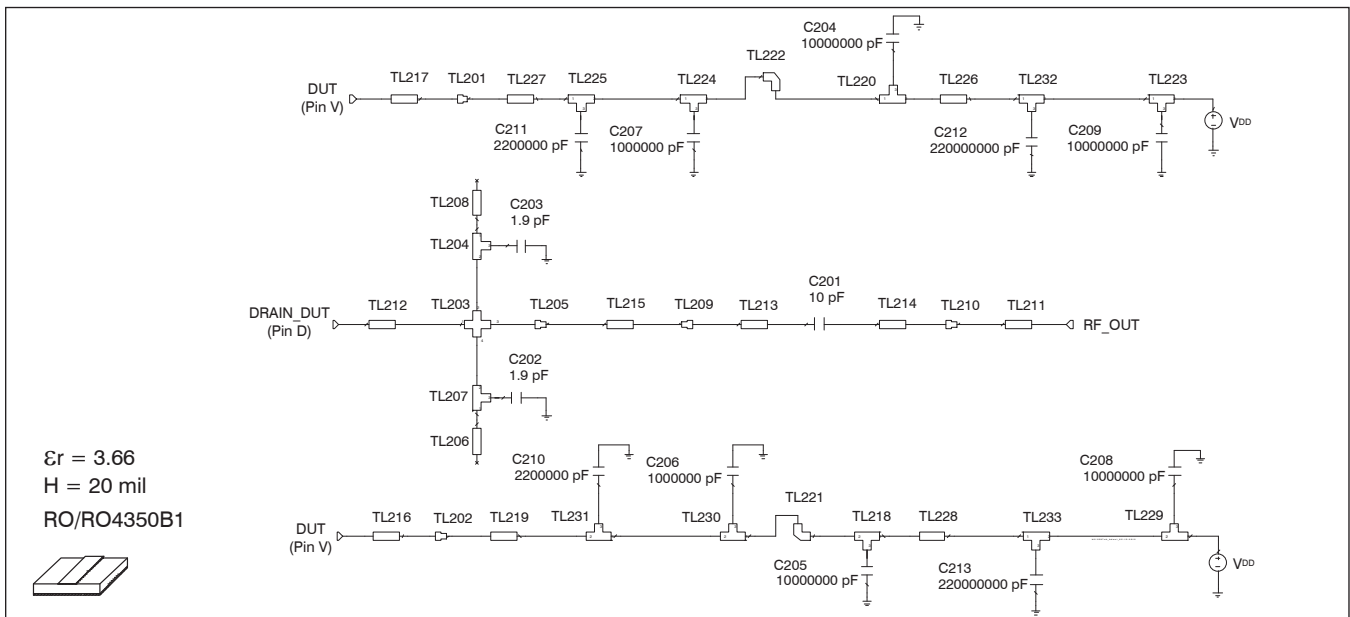 C204
10000000 pF
TL222
TL217 TL201 TL227 TL225 TL224 TL220 TL226 TL232 TL223
DUT
(Pin V)
C211
2200000 pF
C207
1000000 pF
C212
220000000 pF
C209
10000000 pF
VDD
TL208
C203
1.9 pF
TL204
C201
10 pF
DRAIN_DUT
(Pin D)
TL212 TL203 TL205 TL215 TL209 TL213 TL214 TL210 TL211
RF_OUT
C202
1.9 pF
TL207
TL206
εr = 3.66
H = 20 mil
RO/RO4350B1
C210
2200000 pF
C206
1000000 pF
C208
10000000 pF
TL221
DUT
(Pin V)
TL216 TL202 TL219 TL231 TL230 TL218 TL228 TL233 TL229
C205
10000000 pF
C213
220000000 pF
VDD